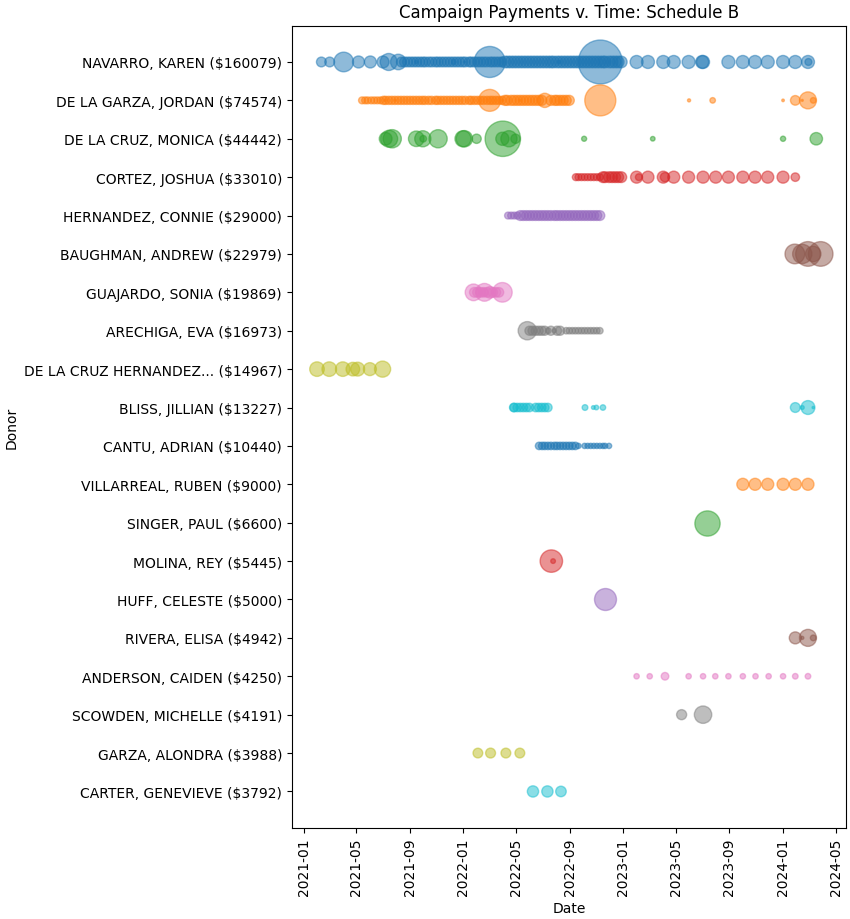 Campaign Payments v. Time: Schedule B
NAVARRO, KAREN ($160079)
DE LA GARZA, JORDAN ($74574)
DE LA CRUZ, MONICA ($44442)
CORTEZ, JOSHUA ($33010)
HERNANDEZ, CONNIE ($29000)
BAUGHMAN, ANDREW ($22979)
GUAJARDO, SONIA ($19869)
ARECHIGA, EVA ($16973)
DE LA CRUZ HERNANDEZ... ($14967)
BLISS, JILLIAN ($13227)
CANTU, ADRIAN ($10440)
VILLARREAL, RUBEN ($9000)
SINGER, PAUL ($6600)
MOLINA, REY ($5445)
HUFF, CELESTE ($5000)
RIVERA, ELISA ($4942)
ANDERSON, CAIDEN ($4250)
SCOWDEN, MICHELLE ($4191)
GARZA, ALONDRA ($3988)
CARTER, GENEVIEVE ($3792)
Donor
2021-01
2021-05
2021-09
2022-01
2022-05
2022-09
2023-01
2023-05
2023-09
2024-01
2024-05
Date